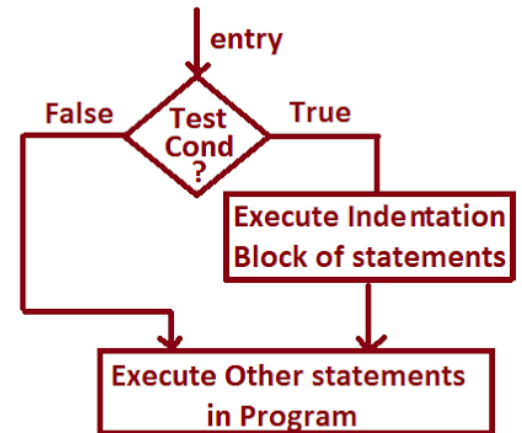 entry
False
True
Test
Cond
?
Execute Indentation
Block of statements
Execute Other statements
in Program